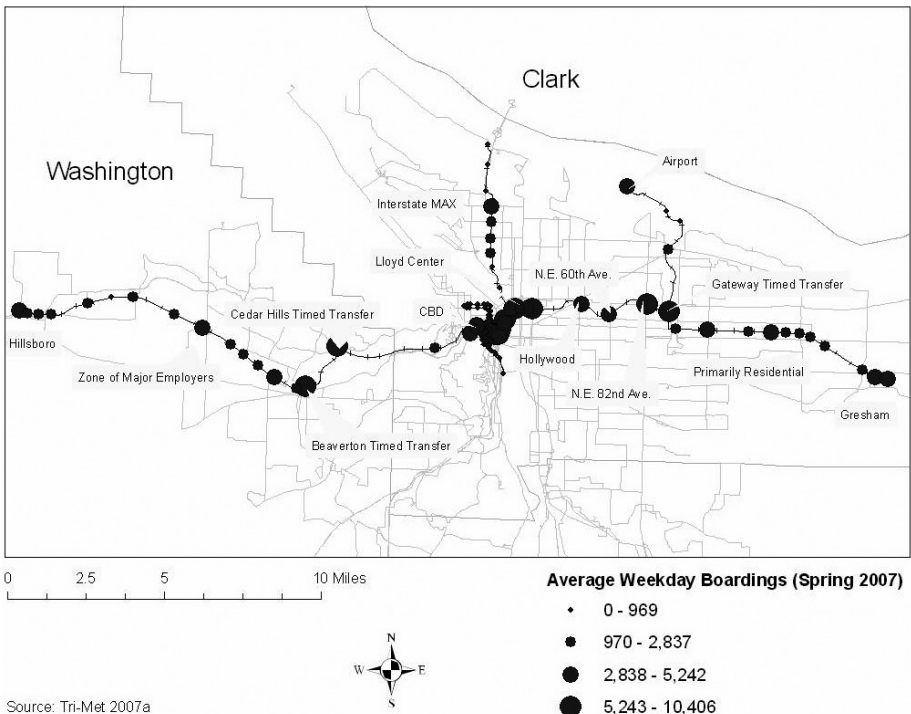 Clark
Washington
Airport
Interstate MAX
Lloyd Center
N.E. 60th Ave.
Gateway Timed Transfer
Cedar Hills Timed Transfer
CBD
Hillsboro
Hollywood
Zone of Major Employers
Primarily Residential
N.E. 82nd Ave.
Gresham
Beaverton Timed Transfer
0 2.5 5 10 Miles
Average Weekday Boardings (Spring 2007)
0 - 969
970 - 2,837
2,838 - 5,242
5,243 - 10,406
N
W E
S
Source: Tri-Met 2007a